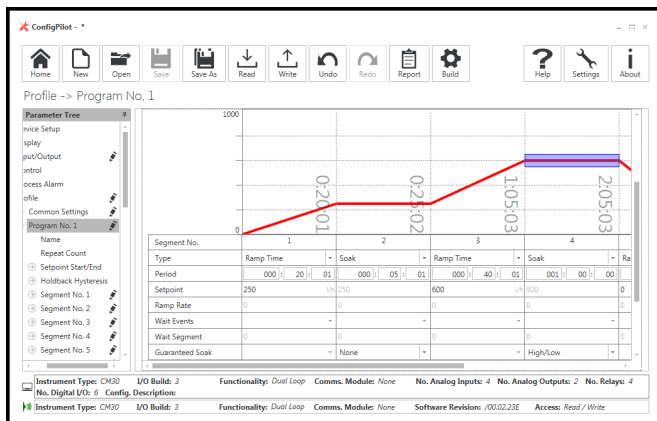 ConfigPilot - *
Home New Open Save Save As Read Write Undo Redo Report Build Help Settings About
Profile -> Program No, 1
Parameter Tree
evice Setup
splay
put/Output
ontrol
ocess Alarm
ofile
Common Settings
Program No. 1
Name
Repeat Count
Setpoint Start/End
Holdback Hysteresis
Segment No. 1
Segment No. 2
Segment No. 3
Segment No. 4
Segment No. 5
1000
0
0:20:01 0:25:02 1:05:03 2:05:03
Segment No. 1 2 3 4
Type Ramp Time Soak Ramp Time Soak Ra
Period 000 : 20 : 01 000 : 05 : 01 000 : 40 : 01 001 : 00 : 00
Setpoint 250 l/h 250 600 l/h 600 0
Ramp Rate 0 0 0 0 0
Wait Events
Wait Segment 0 0 0 0 0
Guaranteed Soak None High/Low
Instrument Type: CM30 I/O Build: 3 Functionality: Dual Loop Comms. Module: None No. Analog Inputs: 4 No. Analog Outputs: 2 No. Relays: 4
No. Digital I/O: 6 Config. Description:
Instrument Type: CM30 I/O Build: 3 Functionality: Dual Loop Comms. Module: None Software Revision: /00.02.23E Access: Read / Write